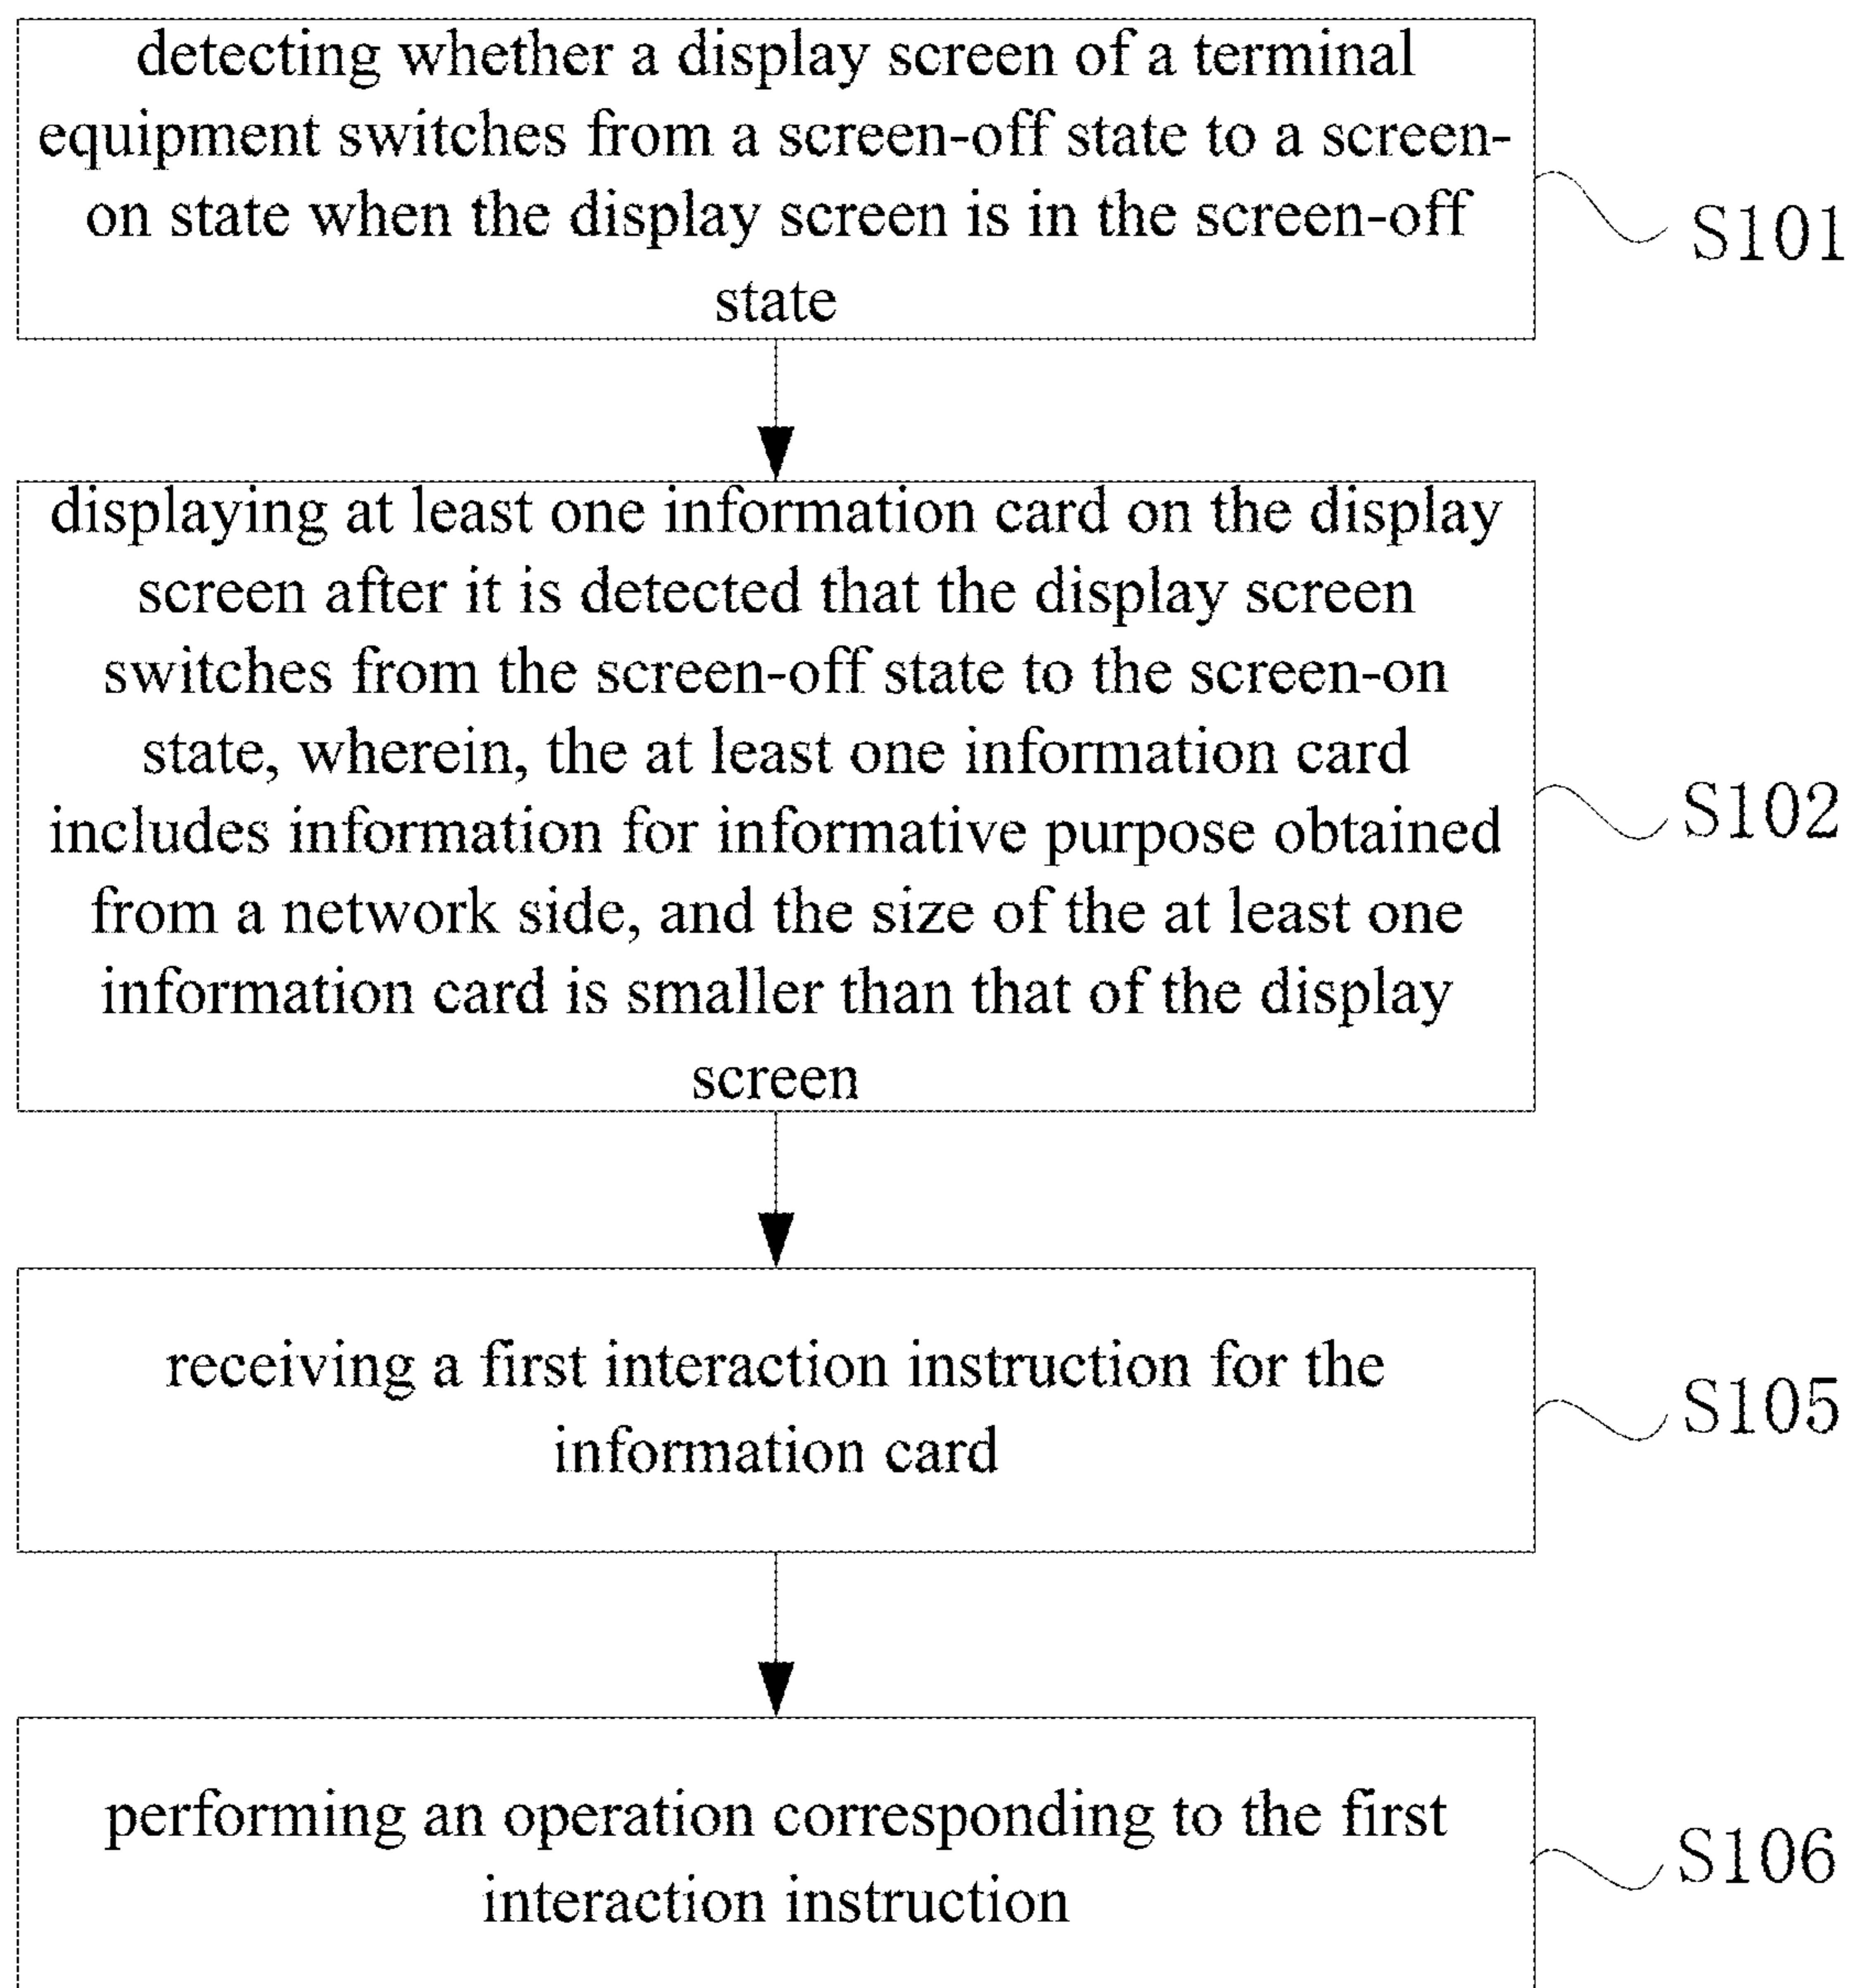 detecting whether a display screen of a terminal
equipment switches from a screen-off state to a screen-
on state when the display screen is in the screen-off
state
S101
displaying at least one information card on the display
screen after it is detected that the display screen
switches from the screen-off state to the screen-on
state, wherein, the at least one information card
includes information for informative purpose obtained
from a network side, and the size of the at least one
information card is smaller than that of the display
screen
S102
receiving a first interaction instruction for the
information card
S105
performing an operation corresponding to the first
interaction instruction
S106